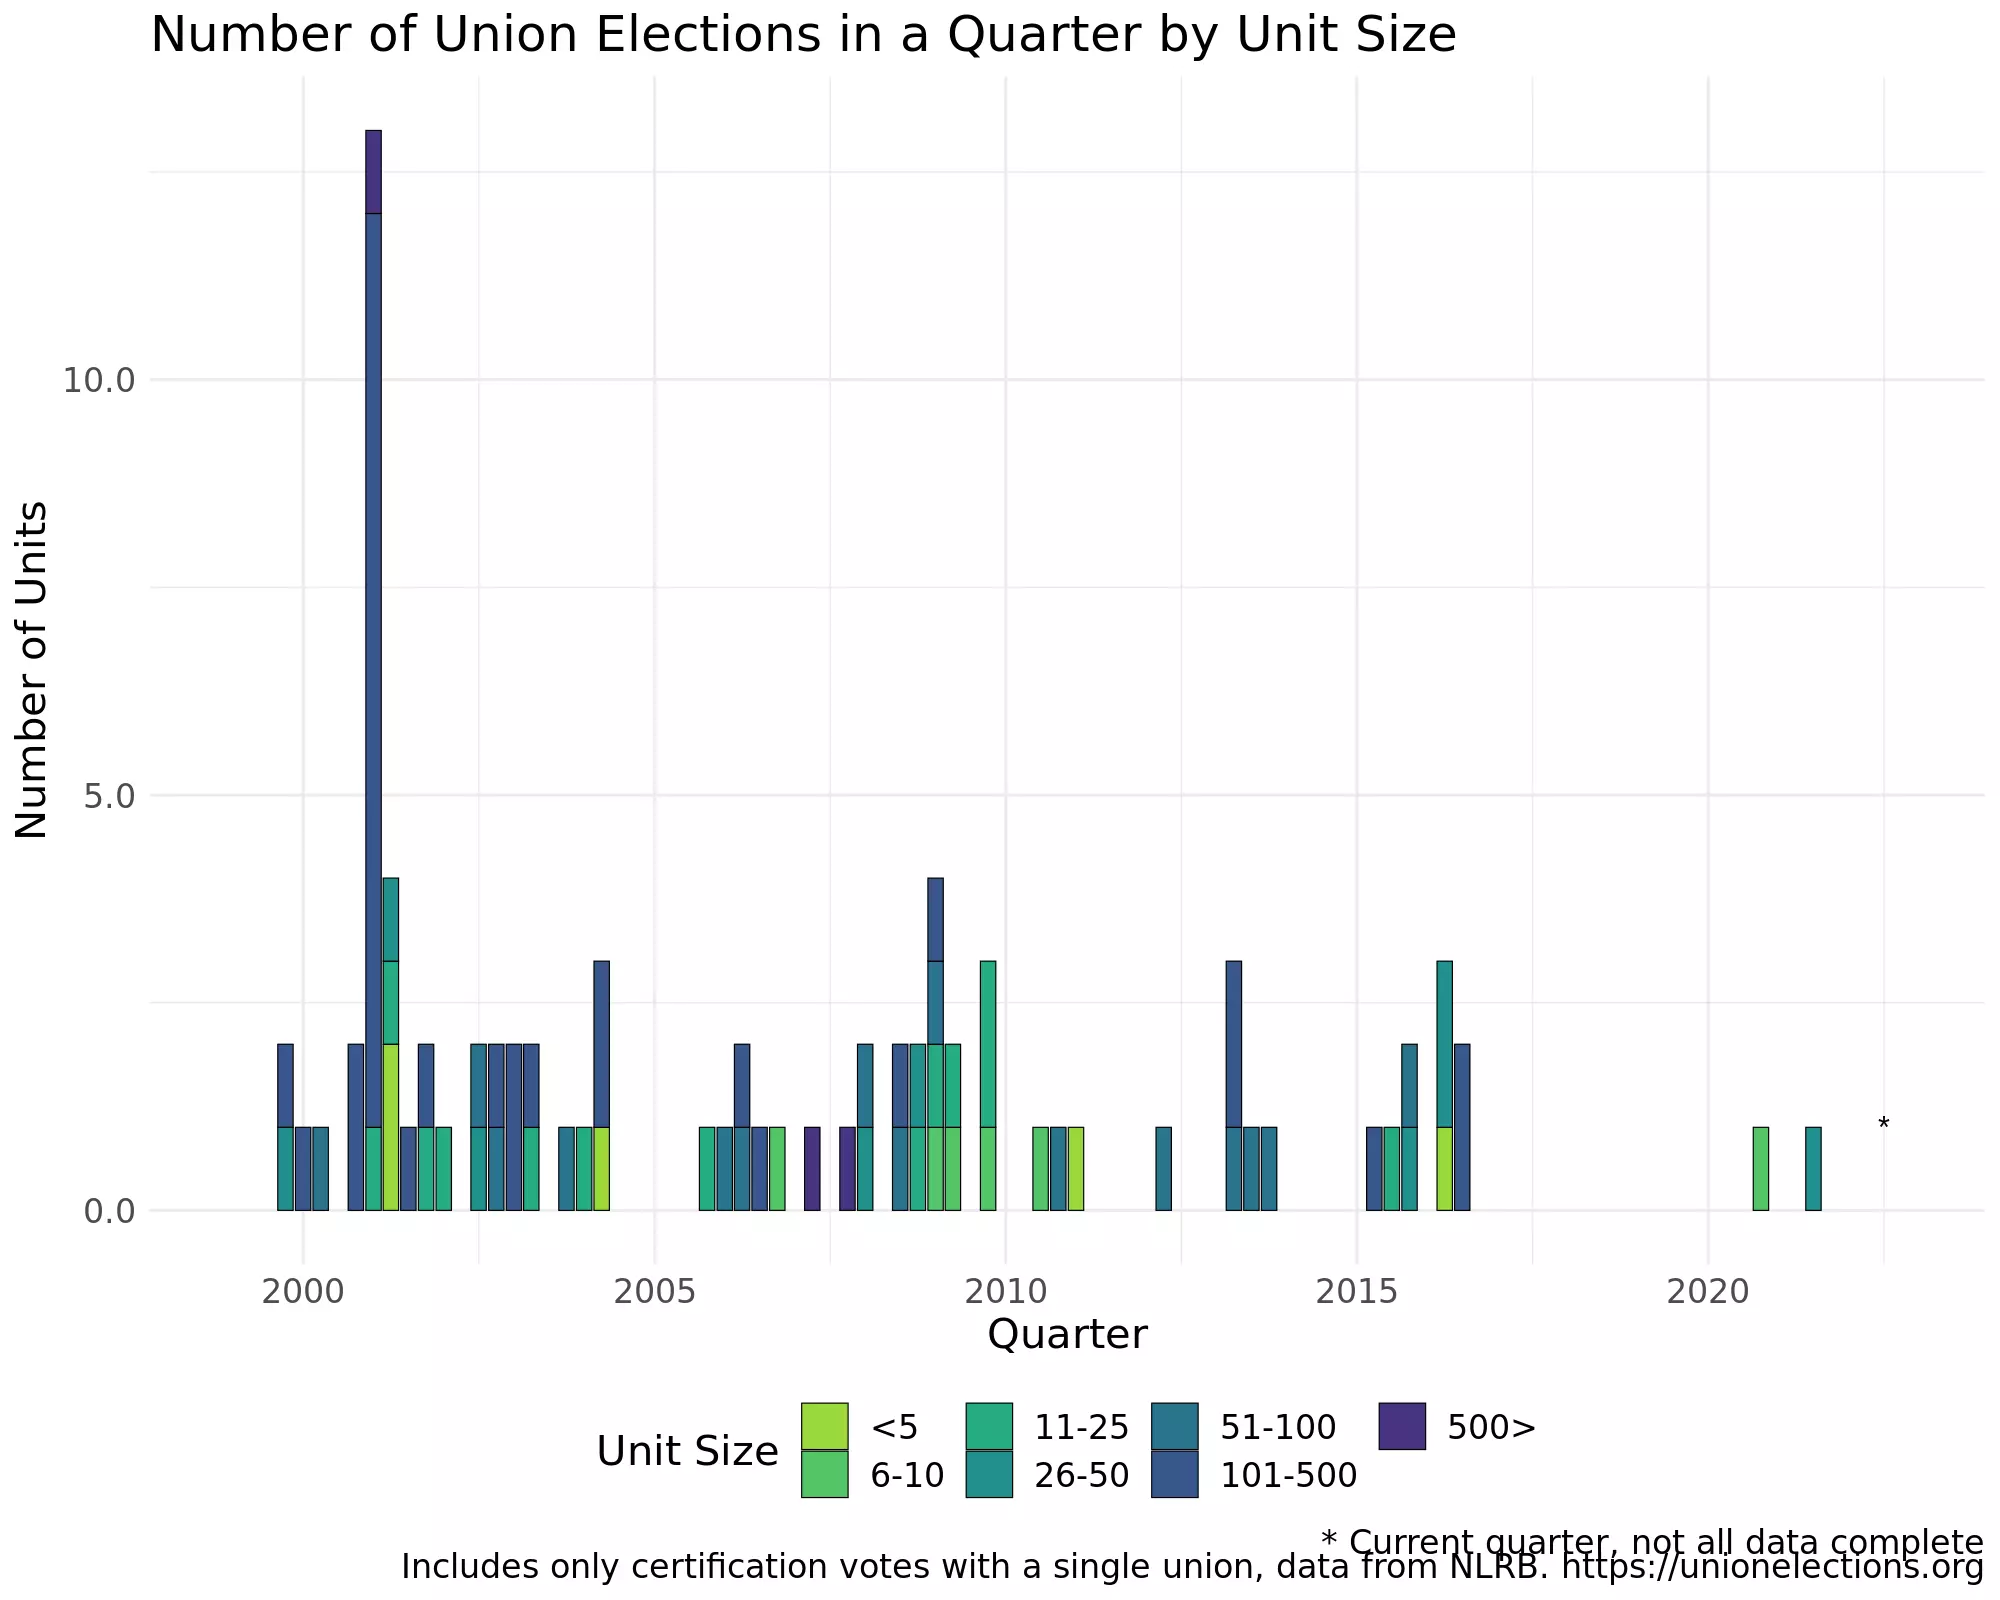 Number of Union Elections in a Quarter by Unit Size
Number of Units
10.0
5.0
0.0
*
2000 2005 2010 2015 2020
Quarter
Unit Size
<5 11-25 51-100 500>
6-10 26-50 101-500
* Current quarter, not all data complete
Includes only certification votes with a single union, data from NLRB. https://unionelections.org